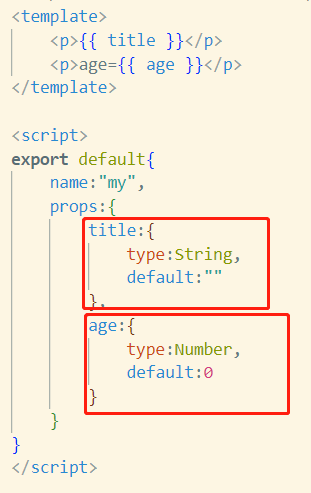 <template>
<p>{{ title }}</p>
<p>age={{ age }}</p>
</template>
<script>
export default{
name:"my",
props:{
title:{
type:String,
default:""
},
age:{
type:Number,
default:0
}
}
}
</script>